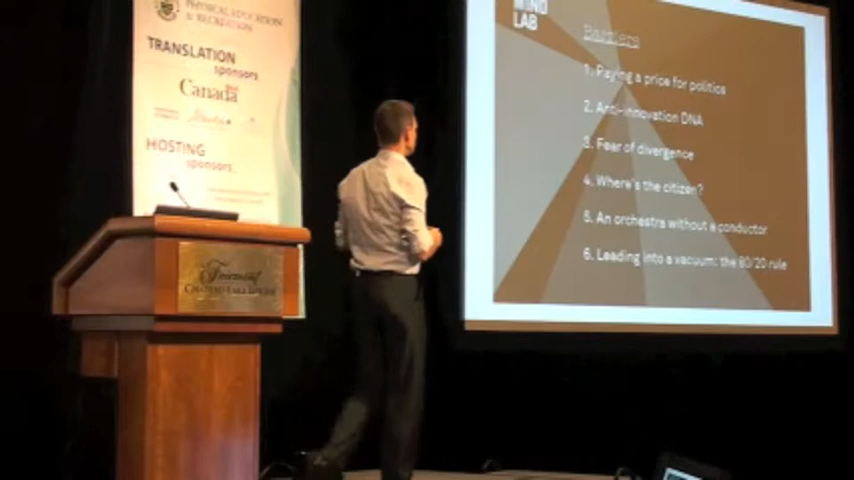 PHYSICAL EDUCATION
& RECREATION
TRANSLATION
sponsors
Canada
HOSTING
sponsors
Fairmont
CHATEAU LAKE LOUISE
MIND
LAB
Barriers
1. Paying a price for politics
2. Anti-innovation DNA
3. Fear of divergence
4. Where's the citizen?
5. An orchestra without a conductor
6. Leading into a vacuum: the 80/20 rule